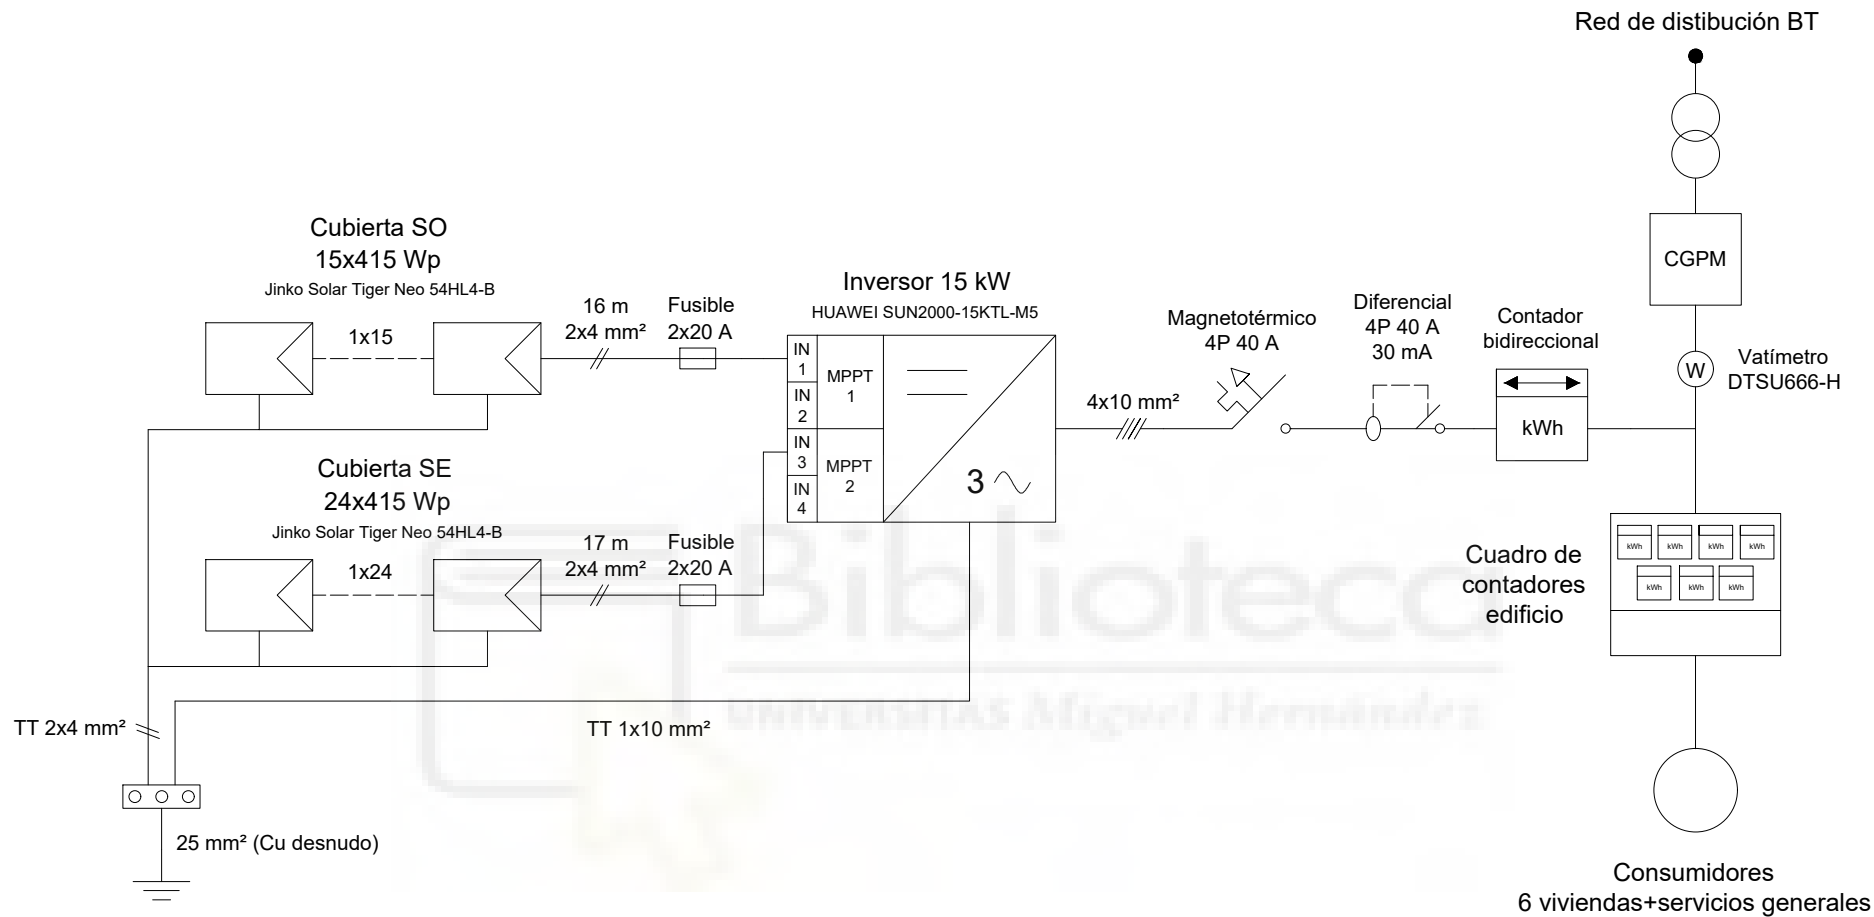 Red de distibución BT
CGPM
W
Vatímetro
DTSU666-H
Cubierta SO
15x415 Wp
Jinko Solar Tiger Neo 54HL4-B
1x15
16 m
2x4 mm²
Fusible
2x20 A
Inversor 15 kW
HUAWEI SUN2000-15KTL-M5
IN
1
IN
2
IN
3
IN
4
MPPT
1
MPPT
2
3
4x10 mm²
Magnetotérmico
4P 40 A
Diferencial
4P 40 A
30 mA
Contador
bidireccional
kWh
Cubierta SE
24x415 Wp
Jinko Solar Tiger Neo 54HL4-B
1x24
17 m
2x4 mm²
Fusible
2x20 A
Cuadro de
contadores
edificio
kWh
kWh
kWh
kWh
kWh
kWh
kWh
Biblioteca
UNIVERSITAS Miguel Hernández
TT 2x4 mm²
TT 1x10 mm²
25 mm² (Cu desnudo)
Consumidores
6 viviendas+servicios generales